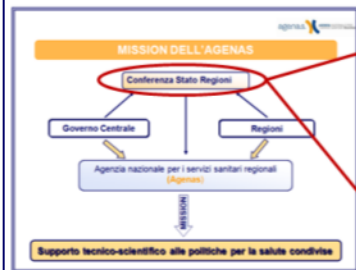 agenas
MISSION DELL'AGENAS
Conferenza Stato Regioni
Governo Centrale
Regioni
Agenzia nazionale per i servizi sanitari regionali
(Agenas)
MISSION
Supporto tecnico-scientifico alle politiche per la salute condivise